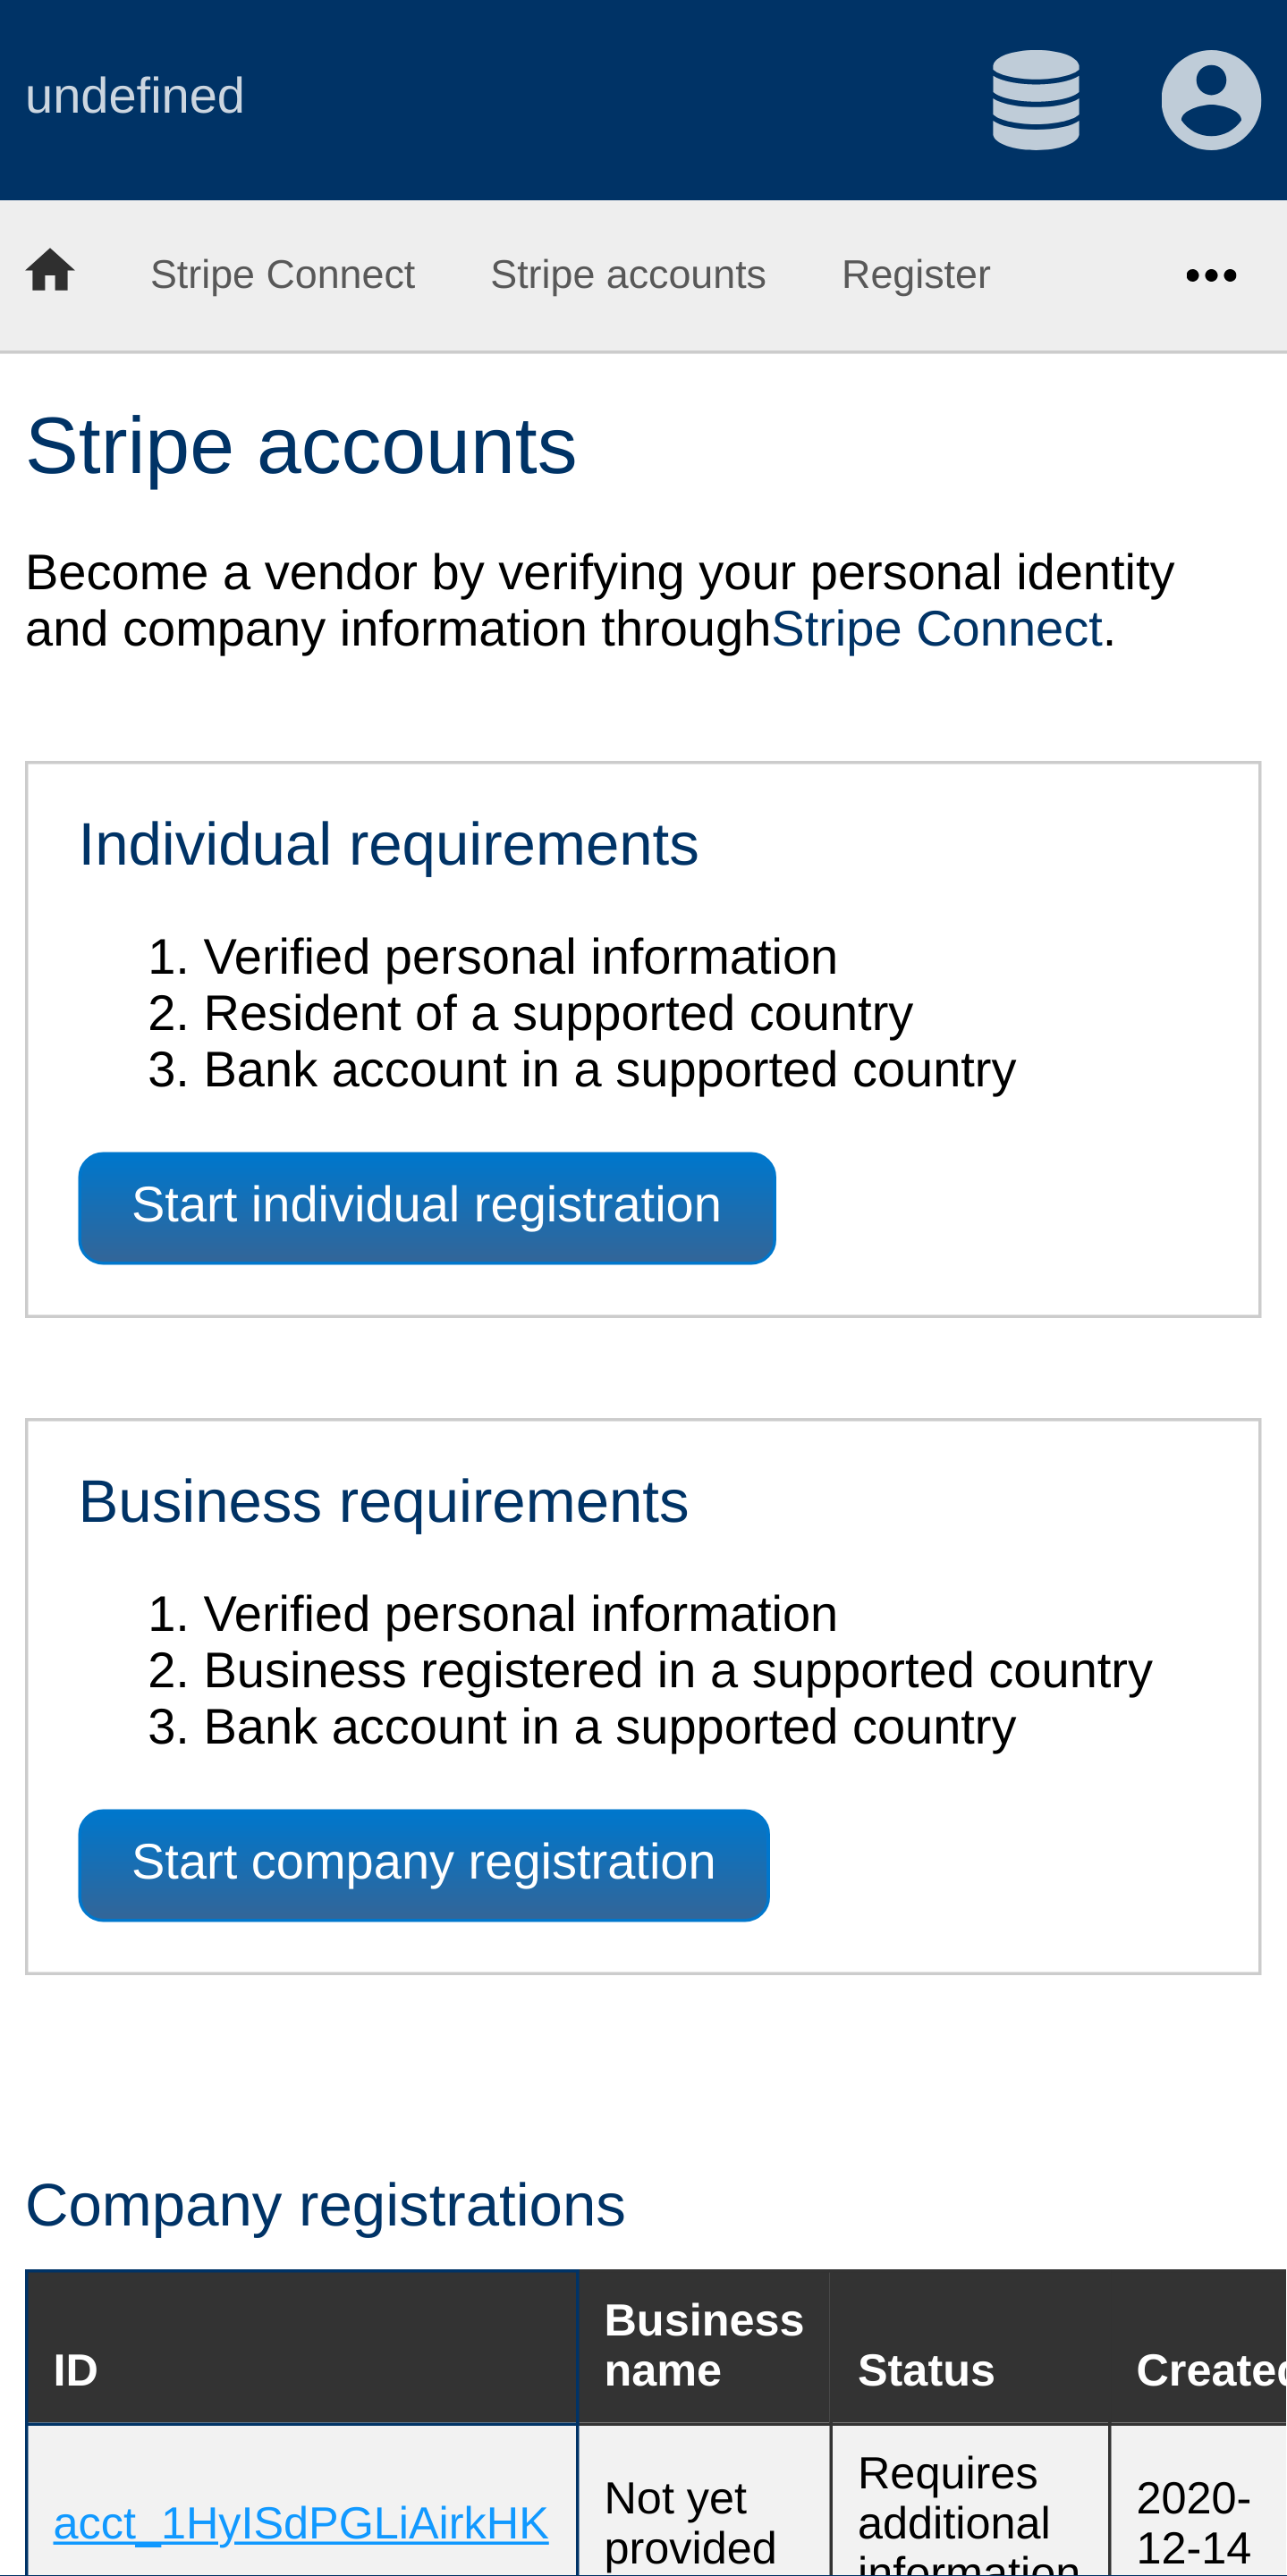 undefined
Stripe Connect Stripe accounts Register
Stripe accounts
Become a vendor by verifying your personal identity
and company information throughStripe Connect.
Individual requirements
1. Verified personal information
2. Resident of a supported country
3. Bank account in a supported country
Start individual registration
Business requirements
1. Verified personal information
2. Business registered in a supported country
3. Bank account in a supported country
Start company registration
Company registrations
ID
Business
name
Status
Created
acct_1HyISdPGLiAirkHK
Not yet
provided
Requires
additional
information
2020-
12-14